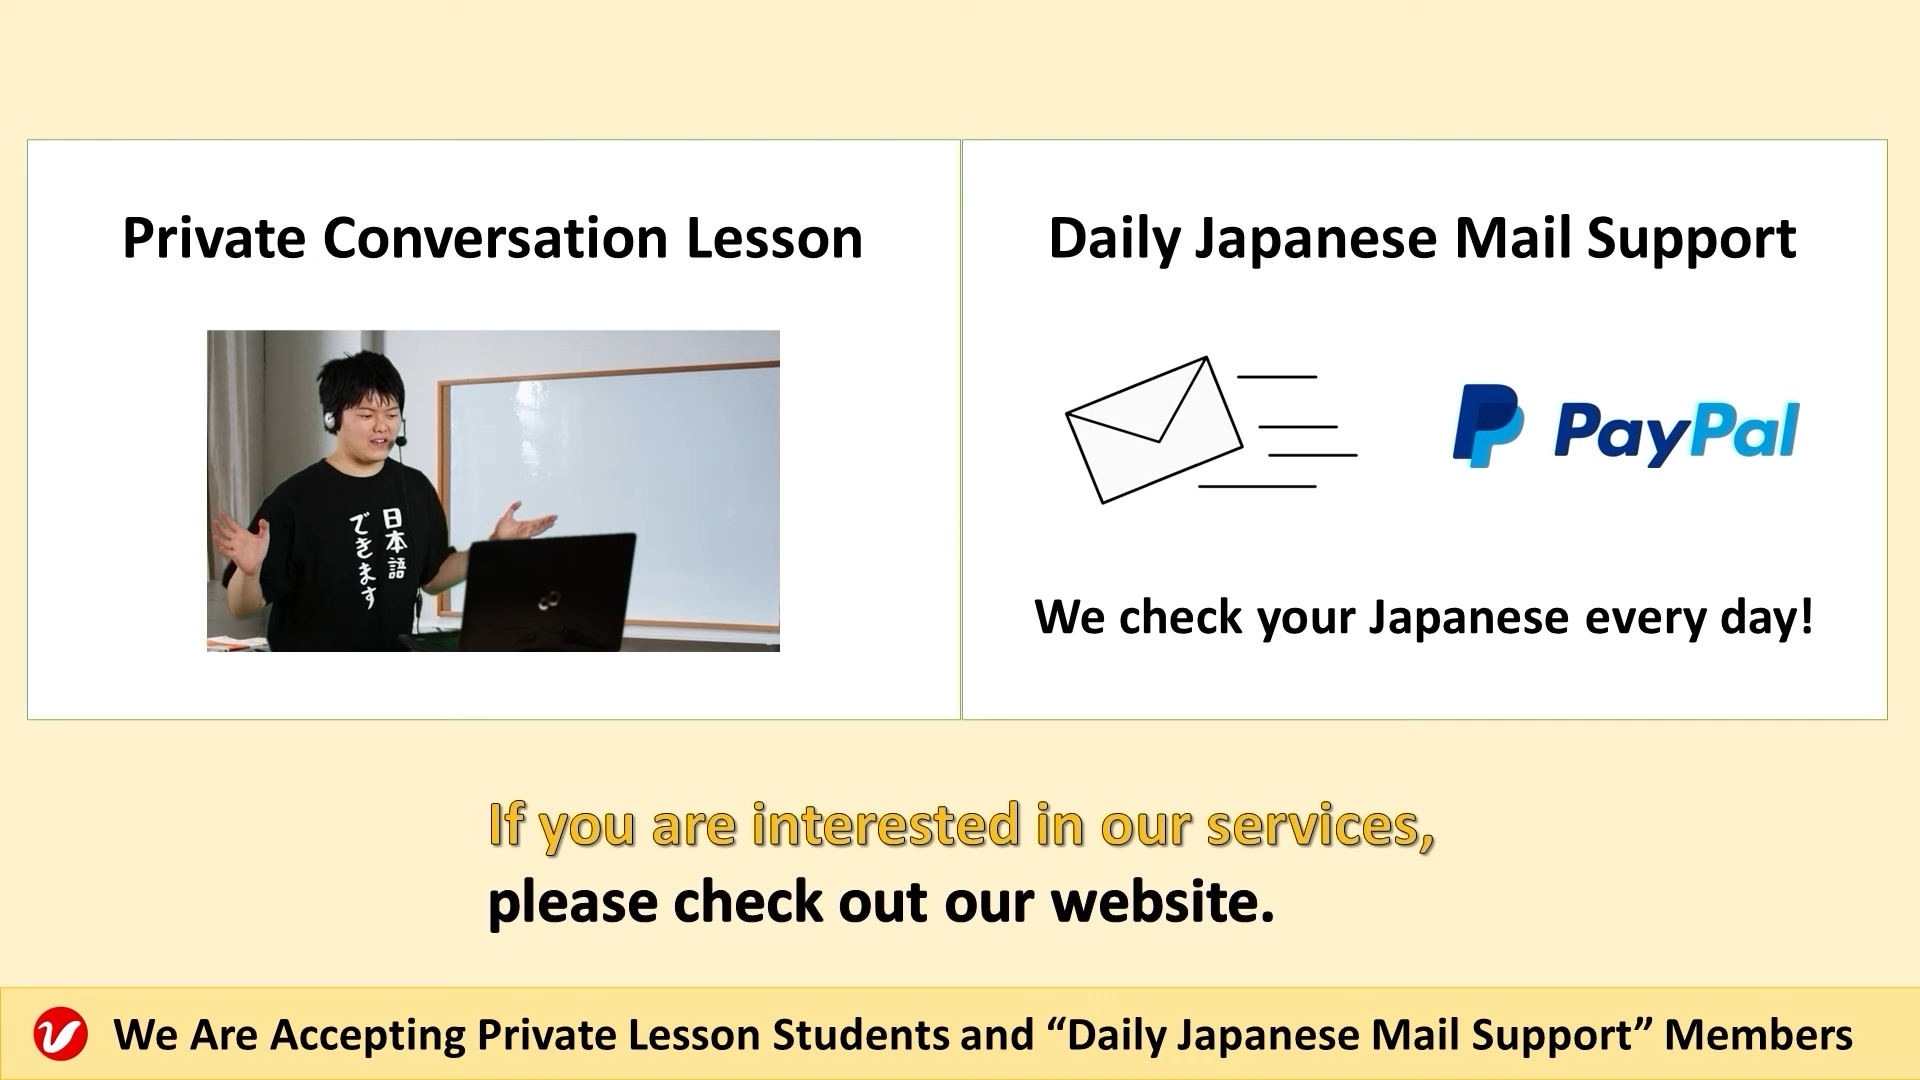 Private Conversation Lesson
日本語
できます
Daily Japanese Mail Support
PayPal
We check your Japanese every day!
If you are interested in our services,
please check out our website.
We Are Accepting Private Lesson Students and “Daily Japanese Mail Support” Members